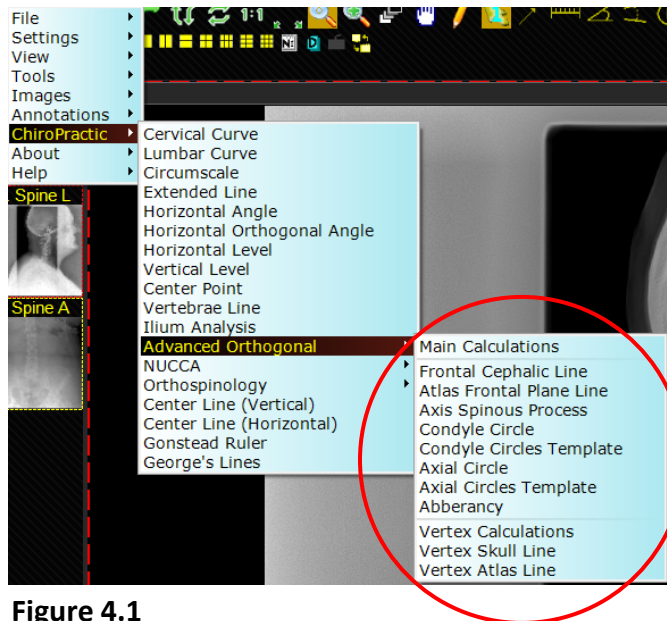 File
Settings
View
Tools
Images
Annotations
ChiroPractic
About
Help
1:1
NE
D
Spine L
Spine A
Cervical Curve
Lumbar Curve
Circumscale
Extended Line
Horizontal Angle
Horizontal Orthogonal Angle
Horizontal Level
Vertical Level
Center Point
Vertebrae Line
Ilium Analysis
Advanced Orthogonal
NUCCA
Orthospinology
Center Line (Vertical)
Center Line (Horizontal)
Gonstead Ruler
George's Lines
Main Calculations
Frontal Cephalic Line
Atlas Frontal Plane Line
Axis Spinous Process
Condyle Circle
Condyle Circles Template
Axial Circle
Axial Circles Template
Abberancy
Vertex Calculations
Vertex Skull Line
Vertex Atlas Line
Figure 4.1